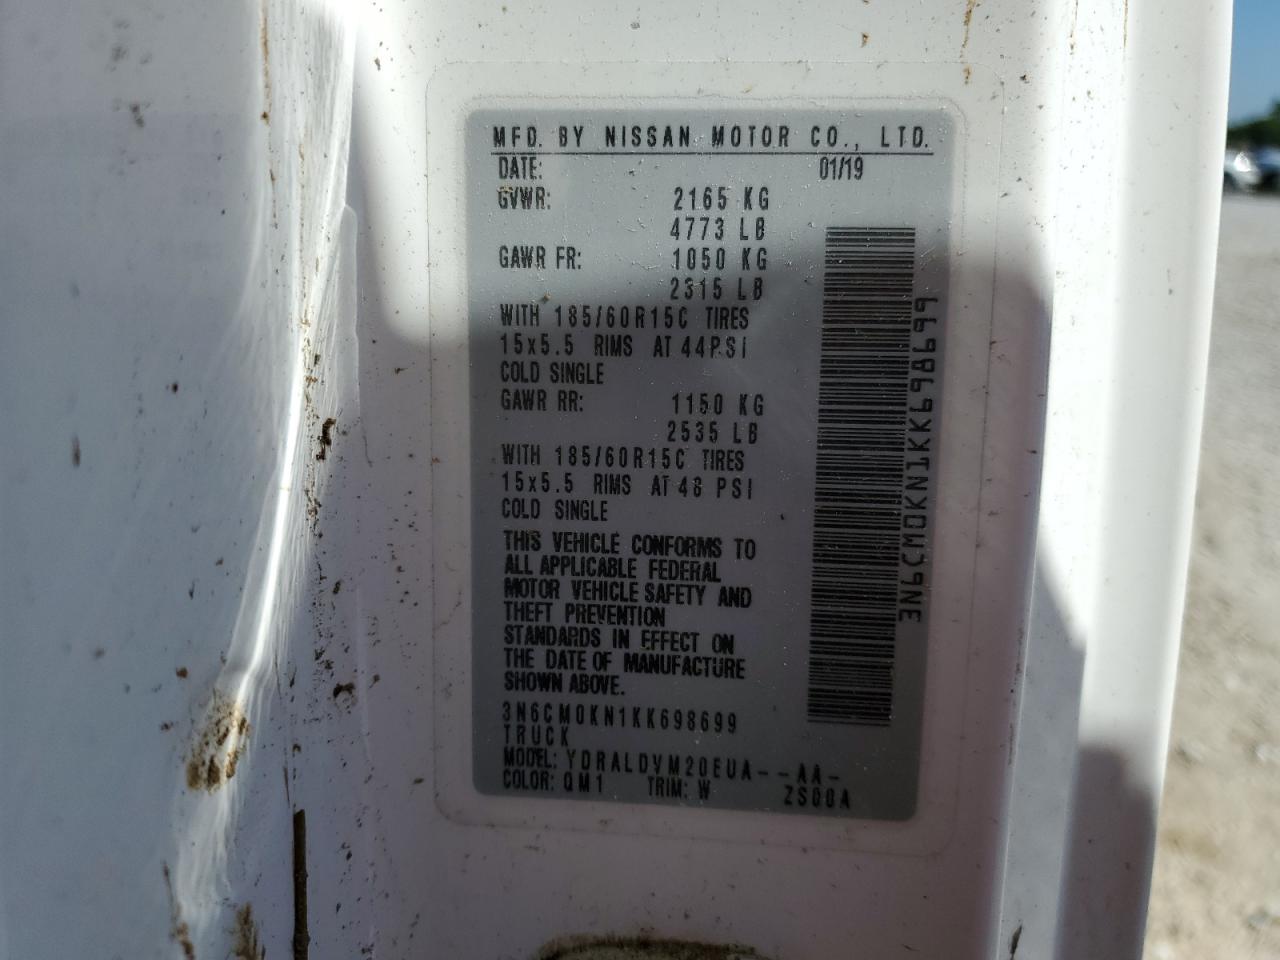 MFD. BY NISSAN MOTOR CO., LTD.
DATE: 01/19
GVWR: 2165 KG
4773 LB
GAWR FR: 1050 KG
2315 LB
WITH 185/60R15C TIRES
15x5.5 RIMS AT 44PSI
COLD SINGLE
GAWR RR: 1150 KG
2535 LB
WITH 185/60R15C TIRES
15x5.5 RIMS AT 48 PSI
COLD SINGLE
THIS VEHICLE CONFORMS TO
ALL APPLICABLE FEDERAL
MOTOR VEHICLE SAFETY AND
THEFT PREVENTION
STANDARDS IN EFFECT ON
THE DATE OF MANUFACTURE
SHOWN ABOVE.
3N6CM0KN1KK698699
TRUCK
MODEL: YDRALDVM20EUA--AA-
COLOR: QM1 TRIM: W ZS00A
3N6CM0KN1KK698699